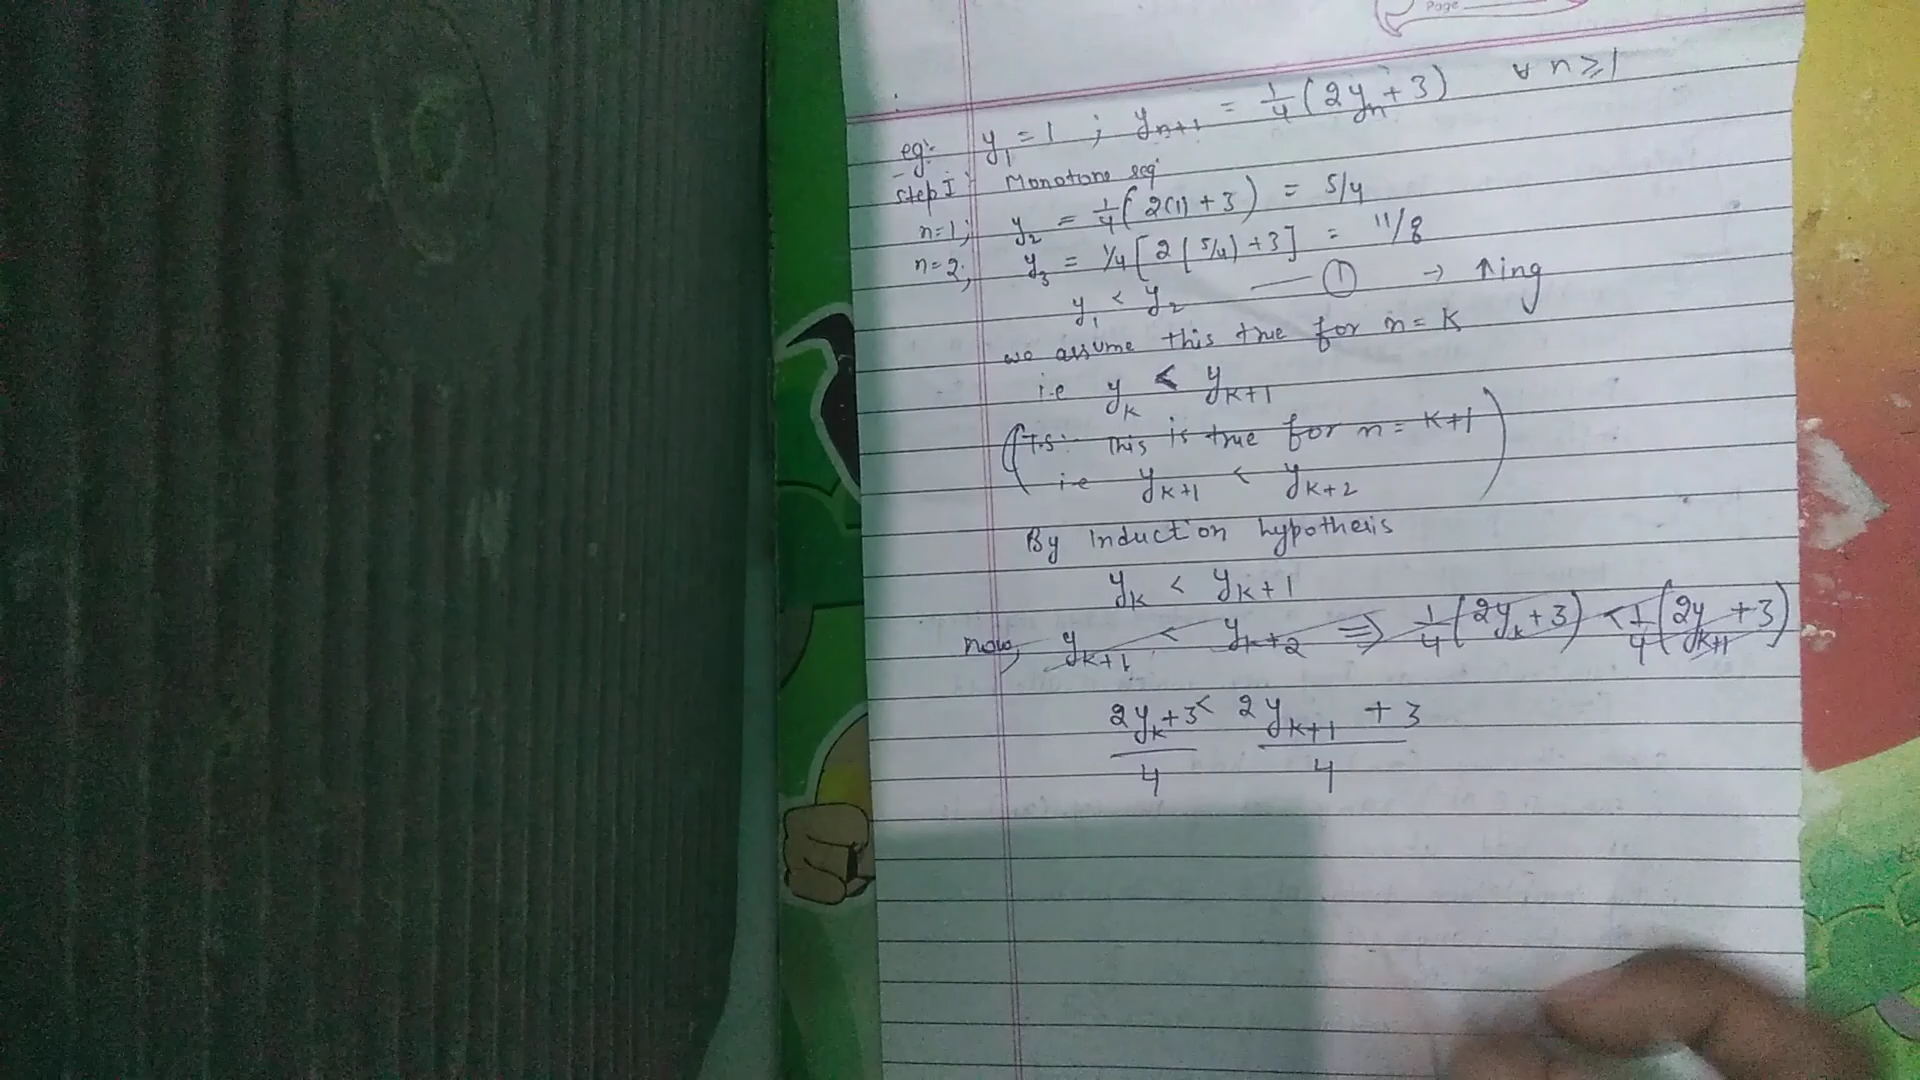 Page
eg:- y₁ = 1 ; yₙ₊₁ = 1/4 (2yₙ + 3) ∀ n ≥ 1
Step I: Monotone seqⁿ
n=1; y₂ = 1/4 ( 2(1) + 3 ) = 5/4
n=2; y₃ = 1/4 [ 2 ( 5/4) + 3 ] = 11/8
y₁ < y₂ — ① → ↑ing
we assume this true for n = k
i.e yₖ < yₖ₊₁
(T.S:- This is true for n = k+1
i.e yₖ₊₁ < yₖ₊₂ )
By induction hypothesis
yₖ < yₖ₊₁
now, yₖ₊₁ < yₖ₊₂ ⇒ 1/4 (2yₖ + 3) < 1/4 (2yₖ₊₁ + 3)
(2yₖ + 3)/4 < (2yₖ₊₁ + 3)/4